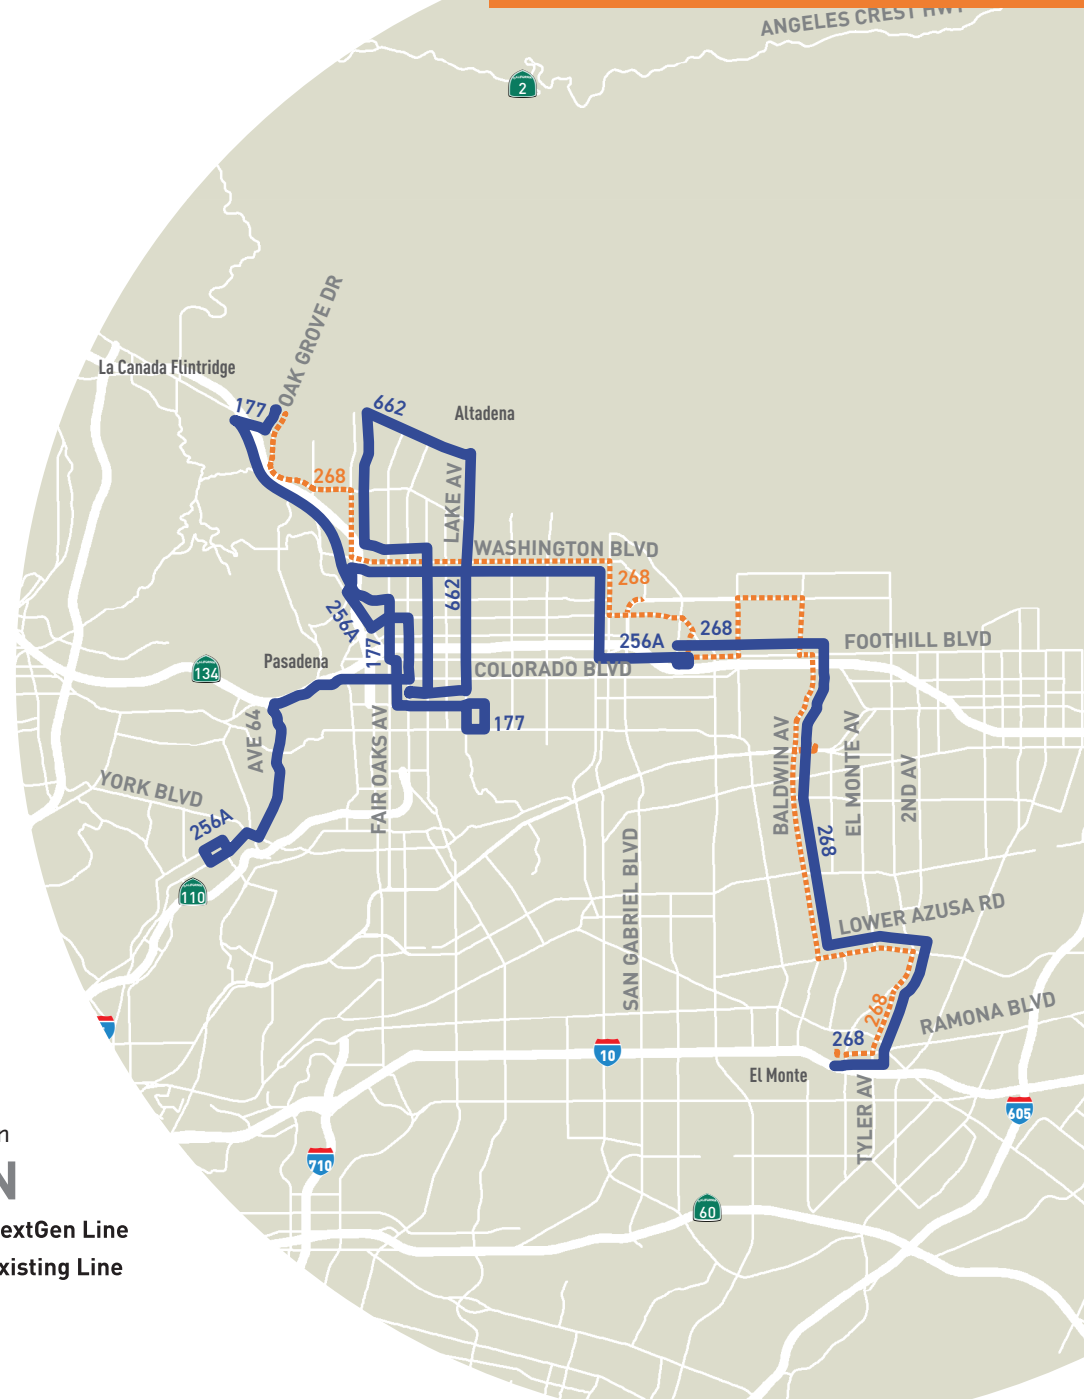 ANGELES CREST HWY
2
OAK GROVE DR
La Canada Flintridge
177
662
Altadena
268
LAKE AV
WASHINGTON BLVD
268
662
256A
177
Pasadena
256A
268
FOOTHILL BLVD
COLORADO BLVD
134
AVE 64
177
FAIR OAKS AV
BALDWIN AV
EL MONTE AV
2ND AV
YORK BLVD
256A
268
SAN GABRIEL BLVD
110
LOWER AZUSA RD
268
RAMONA BLVD
268
10
El Monte
TYLER AV
605
710
60
n
N
extGen Line
xisting Line